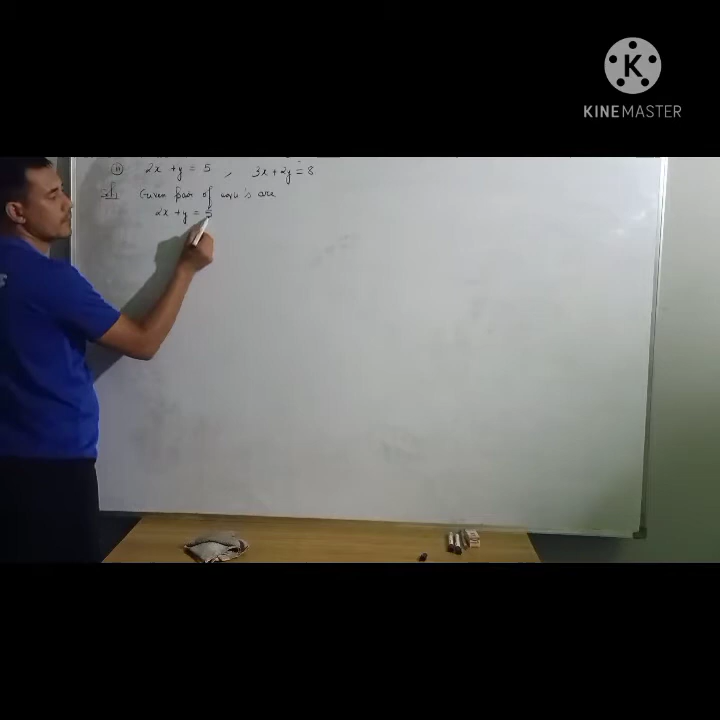 KINEMASTER
(ii) 2x + y = 5 , 3x + 2y = 8
Sol. Given pair of eqn's are
2x + y = 5